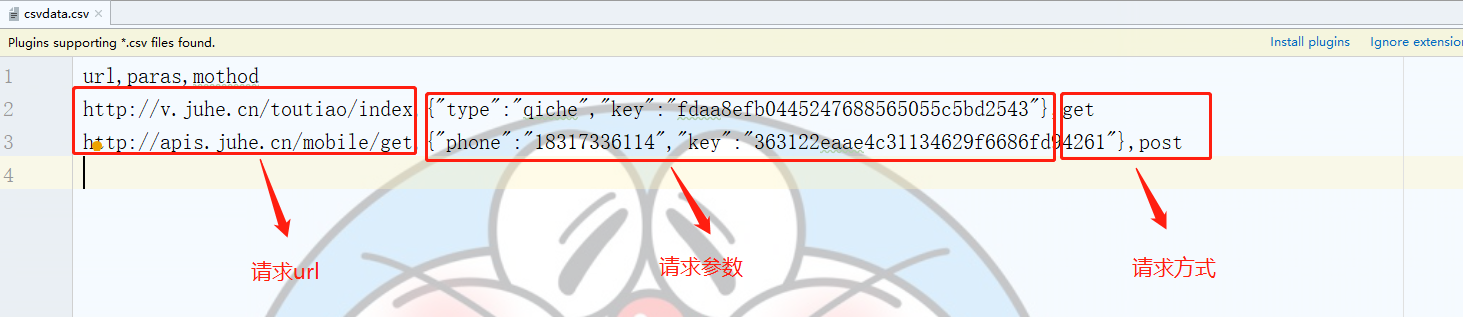 csvdata.csv
Plugins supporting *.csv files found.
Install plugins
Ignore extension
1
url,paras,mothod
2
http://v.juhe.cn/toutiao/index,{"type":"qiche","key":"fdaa8efb0445247688565055c5bd2543"},get
3
http://apis.juhe.cn/mobile/get,{"phone":"18317336114","key":"363122eaae4c31134629f6686fd94261"},post
4
请求url
请求参数
请求方式